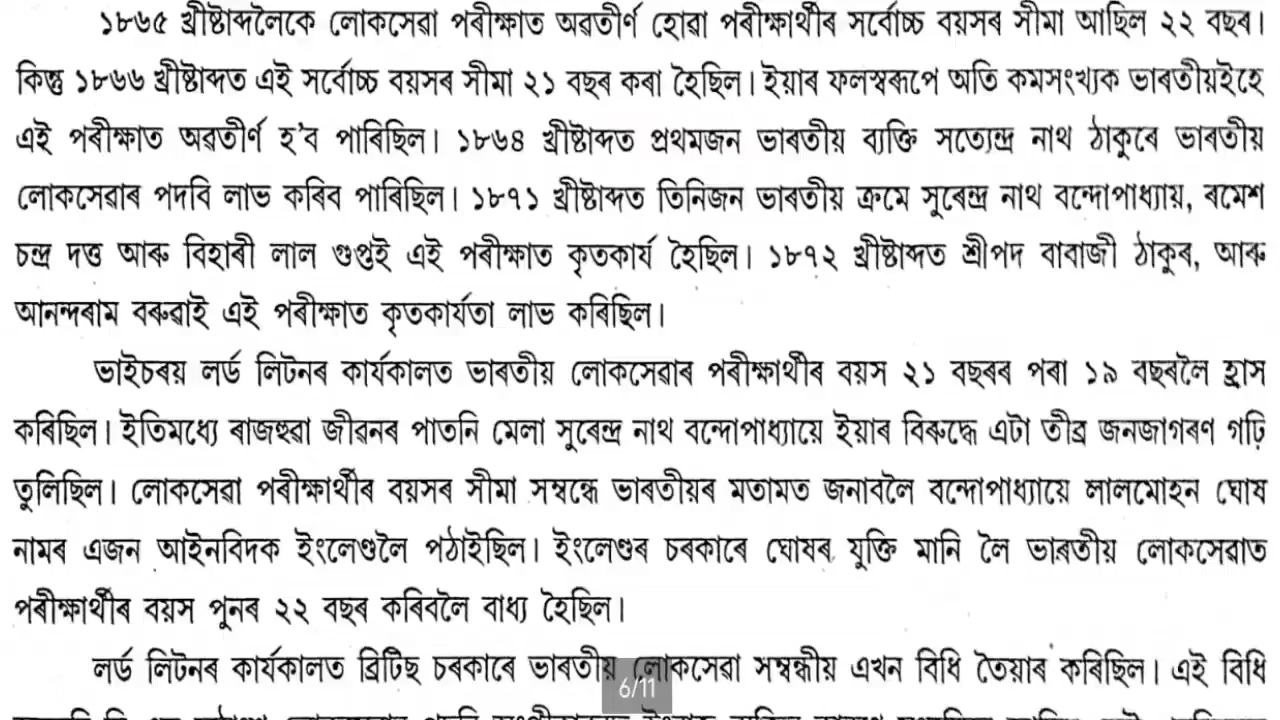 ১৮৬৫ খ্ৰীষ্টাব্দলৈকে লোকসেৱা পৰীক্ষাত অৱতীৰ্ণ হোৱা পৰীক্ষাৰ্থীৰ সৰ্বোচ্চ বয়সৰ সীমা আছিল ২২ বছৰ।
কিন্তু ১৮৬৬ খ্ৰীষ্টাব্দত এই সৰ্বোচ্চ বয়সৰ সীমা ২১ বছৰ কৰা হৈছিল। ইয়াৰ ফলস্বৰূপে অতি কমসংখ্যক ভাৰতীয়ইহে
এই পৰীক্ষাত অৱতীৰ্ণ হ'ব পাৰিছিল। ১৮৬৪ খ্ৰীষ্টাব্দত প্ৰথমজন ভাৰতীয় ব্যক্তি সত্যেন্দ্ৰ নাথ ঠাকুৰে ভাৰতীয়
লোকসেৱাৰ পদবি লাভ কৰিব পাৰিছিল। ১৮৭১ খ্ৰীষ্টাব্দত তিনিজন ভাৰতীয় ক্ৰমে সুৰেন্দ্ৰ নাথ বন্দোপাধ্যায়, ৰমেশ
চন্দ্ৰ দত্ত আৰু বিহাৰী লাল গুপ্তই এই পৰীক্ষাত কৃতকাৰ্য হৈছিল। ১৮৭২ খ্ৰীষ্টাব্দত শ্ৰীপদ বাবাজী ঠাকুৰ, আৰু
আনন্দৰাম বৰুৱাই এই পৰীক্ষাত কৃতকাৰ্যতা লাভ কৰিছিল।
ভাইচৰয় লৰ্ড লিটনৰ কাৰ্যকালত ভাৰতীয় লোকসেৱাৰ পৰীক্ষাৰ্থীৰ বয়স ২১ বছৰৰ পৰা ১৯ বছৰলৈ হ্ৰাস
কৰিছিল। ইতিমধ্যে ৰাজহুৱা জীৱনৰ পাতনি মেলা সুৰেন্দ্ৰ নাথ বন্দোপাধ্যায়ে ইয়াৰ বিৰুদ্ধে এটা তীব্ৰ জনজাগৰণ গঢ়ি
তুলিছিল। লোকসেৱা পৰীক্ষাৰ্থীৰ বয়সৰ সীমা সম্বন্ধে ভাৰতীয়ৰ মতামত জনাবলৈ বন্দোপাধ্যায়ে লালমোহন ঘোষ
নামৰ এজন আইনবিদক ইংলেণ্ডলৈ পঠাইছিল। ইংলেণ্ডৰ চৰকাৰে ঘোষৰ যুক্তি মানি লৈ ভাৰতীয় লোকসেৱাত
পৰীক্ষাৰ্থীৰ বয়স পুনৰ ২২ বছৰ কৰিবলৈ বাধ্য হৈছিল।
লৰ্ড লিটনৰ কাৰ্যকালত ব্ৰিটিছ চৰকাৰে ভাৰতীয় লোকসেৱা সম্বন্ধীয় এখন বিধি তৈয়াৰ কৰিছিল। এই বিধি
6/11